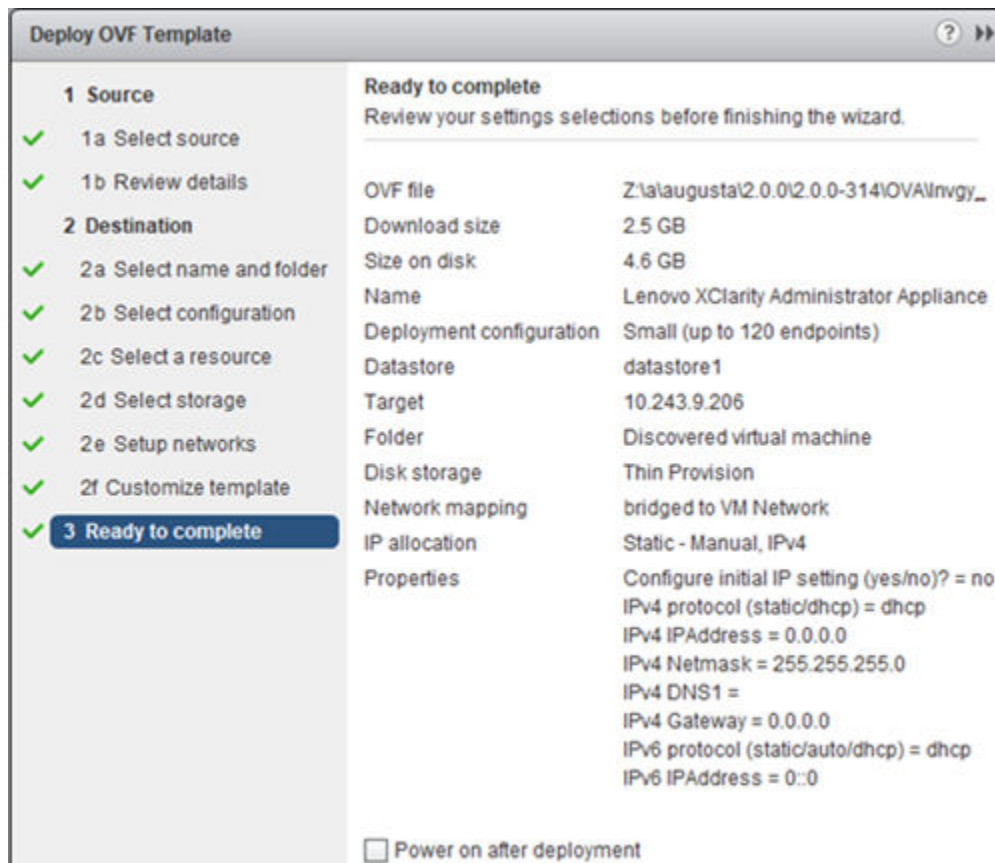 Deploy OVF Template
?
1 Source
1a Select source
1b Review details
2 Destination
2a Select name and folder
2b Select configuration
2c Select a resource
2d Select storage
2e Setup networks
2f Customize template
3 Ready to complete
Ready to complete
Review your settings selections before finishing the wizard.
OVF file Z:\a\augusta\2.0.0\2.0.0-314\OVA\lnvgy_
Download size 2.5 GB
Size on disk 4.6 GB
Name Lenovo XClarity Administrator Appliance
Deployment configuration Small (up to 120 endpoints)
Datastore datastore1
Target 10.243.9.206
Folder Discovered virtual machine
Disk storage Thin Provision
Network mapping bridged to VM Network
IP allocation Static - Manual, IPv4
Properties Configure initial IP setting (yes/no)? = no
IPv4 protocol (static/dhcp) = dhcp
IPv4 IPAddress = 0.0.0.0
IPv4 Netmask = 255.255.255.0
IPv4 DNS1 =
IPv4 Gateway = 0.0.0.0
IPv6 protocol (static/auto/dhcp) = dhcp
IPv6 IPAddress = 0::0
Power on after deployment